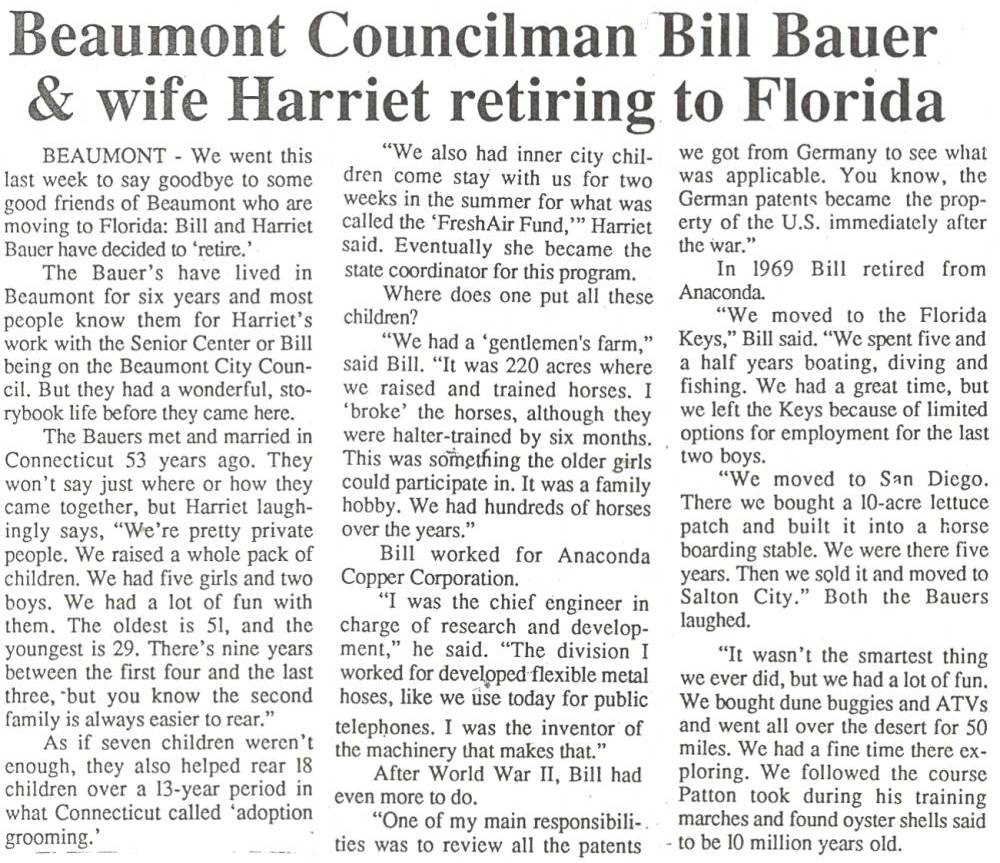 Beaumont Councilman Bill Bauer
& wife Harriet retiring to Florida
BEAUMONT - We went this
last week to say goodbye to some
good friends of Beaumont who are
moving to Florida: Bill and Harriet
Bauer have decided to ‘retire.’
The Bauer's have lived in
Beaumont for six years and most
people know them for Harriet's
work with the Senior Center or Bill
being on the Beaumont City Coun-
cil. But they had a wonderful, sto-
rybook life before they came here.
The Bauers met and married in
Connecticut 53 years ago. They
won't say just where or how they
came together, but Harriet laugh-
ingly says, “We're pretty private
people. We raised a whole pack of
children. We had five girls and two
boys. We had a lot of fun with
them. The oldest is 51, and the
youngest is 29. There's nine years
between the first four and the last
three, but you know the second
family is always easier to rear.”
As if seven children weren't
enough, they also helped rear 18
children over a 13-year period in
what Connecticut called ‘adoption
grooming.’
“We also had inner city chil-
dren come stay with us for two
weeks in the summer for what was
called the ‘FreshAir Fund,’” Harriet
said. Eventually she became the
state coordinator for this program.
Where does one put all these
children?
“We had a ‘gentlemen's farm,”
said Bill. “It was 220 acres where
we raised and trained horses. I
‘broke’ the horses, although they
were halter-trained by six months.
This was something the older girls
could participate in. It was a family
hobby. We had hundreds of horses
over the years.”
Bill worked for Anaconda
Copper Corporation.
“I was the chief engineer in
charge of research and develop-
ment,” he said. “The division I
worked for developed flexible metal
hoses, like we use today for public
telephones. I was the inventor of
the machinery that makes that.”
After World War II, Bill had
even more to do.
“One of my main responsibili-
ties was to review all the patents
we got from Germany to see what
was applicable. You know, the
German patents became the prop-
erty of the U.S. immediately after
the war.”
In 1969 Bill retired from
Anaconda.
“We moved to the Florida
Keys,” Bill said. “We spent five and
a half years boating, diving and
fishing. We had a great time, but
we left the Keys because of limited
options for employment for the last
two boys.
“We moved to San Diego.
There we bought a 10-acre lettuce
patch and built it into a horse
boarding stable. We were there five
years. Then we sold it and moved to
Salton City.” Both the Bauers
laughed.
“It wasn't the smartest thing
we ever did, but we had a lot of fun.
We bought dune buggies and ATVs
and went all over the desert for 50
miles. We had a fine time there ex-
ploring. We followed the course
Patton took during his training
marches and found oyster shells said
to be 10 million years old.